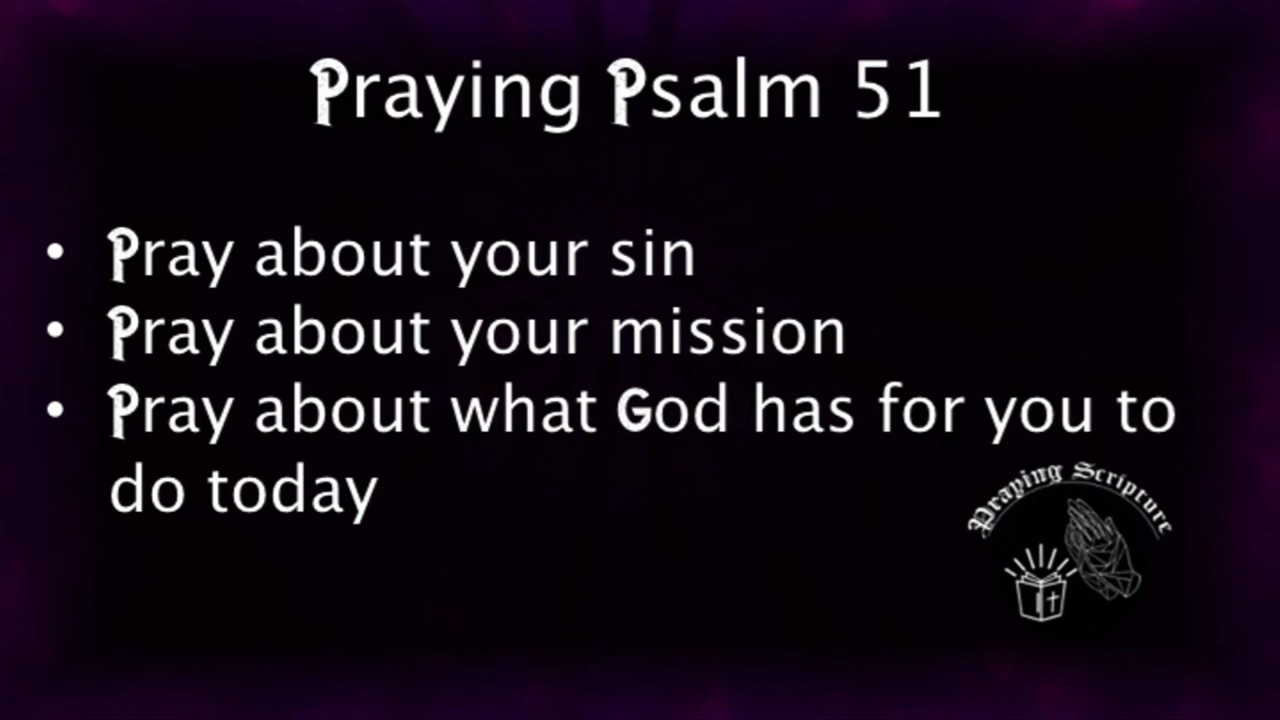 Praying Psalm 51
• Pray about your sin
• Pray about your mission
• Pray about what God has for you to
do today
Praying Scripture